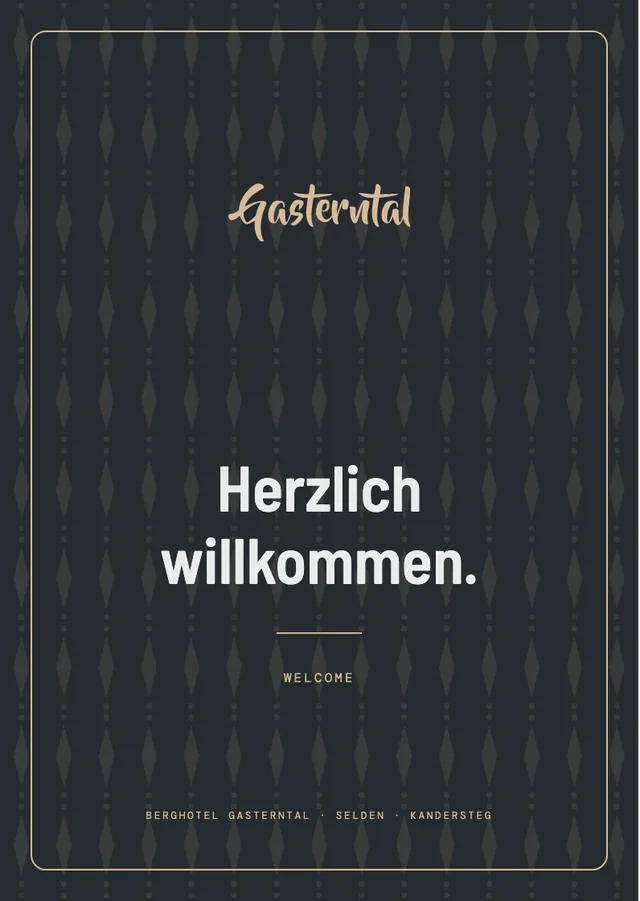 Gasterntal
Herzlich
willkommen.
WELCOME
BERGHOTEL GASTERNTAL · SELDEN · KANDERSTEG